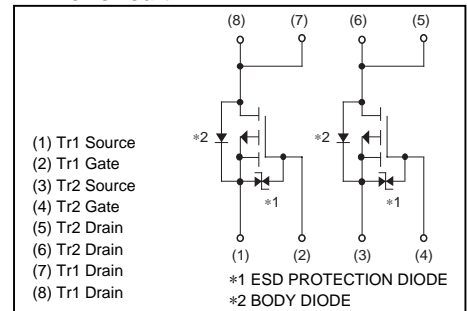 (8) (7) (6) (5)
∗2 ∗2
(1) Tr1 Source
(2) Tr1 Gate
(3) Tr2 Source
(4) Tr2 Gate
(5) Tr2 Drain
(6) Tr2 Drain
(7) Tr1 Drain
(8) Tr1 Drain
∗1 ∗1
(1) (2) (3) (4)
∗1 ESD PROTECTION DIODE
∗2 BODY DIODE